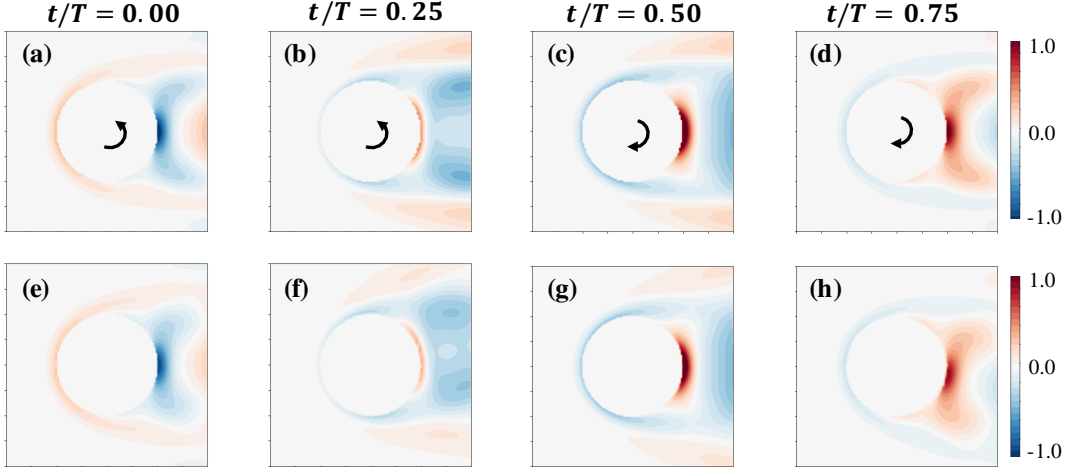 t/T = 0.00 t/T = 0.25 t/T = 0.50 t/T = 0.75
(a) (b) (c) (d) 1.0
0.0
-1.0
(e) (f) (g) (h) 1.0
0.0
-1.0